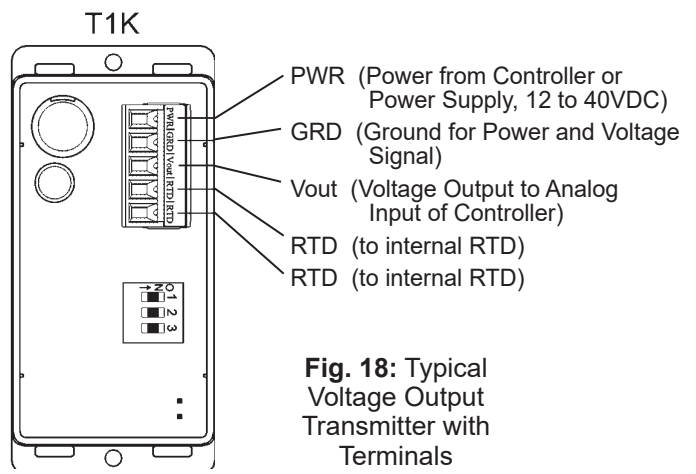 T1K
PWR (Power from Controller or
Power Supply, 12 to 40VDC)
GRD (Ground for Power and Voltage
Signal)
Vout (Voltage Output to Analog
Input of Controller)
RTD (to internal RTD)
RTD (to internal RTD)
PWR|GRD|Vout|RTD|RTD
ON
1
2
3
Fig. 18: Typical
Voltage Output
Transmitter with
Terminals